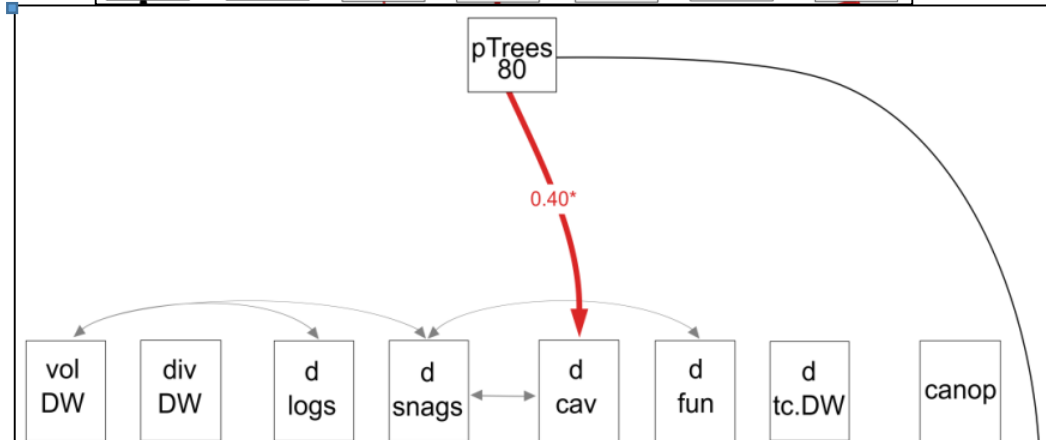 pTrees
80
0.40*
vol
DW
div
DW
d
logs
d
snags
d
cav
d
fun
d
tc.DW
canop